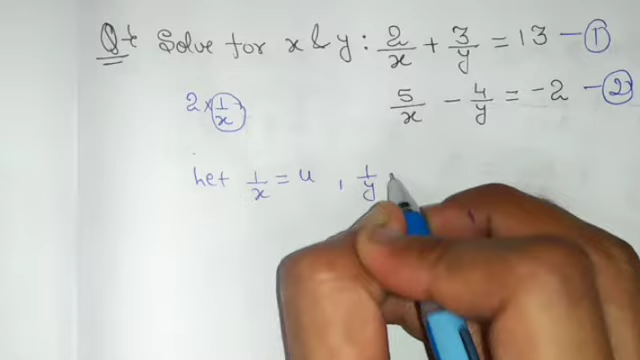 Q: Solve for x & y: 2/x + 3/y = 13 — ①
2 × 1/x 5/x - 4/y = -2 — ②
Let 1/x = u , 1/y